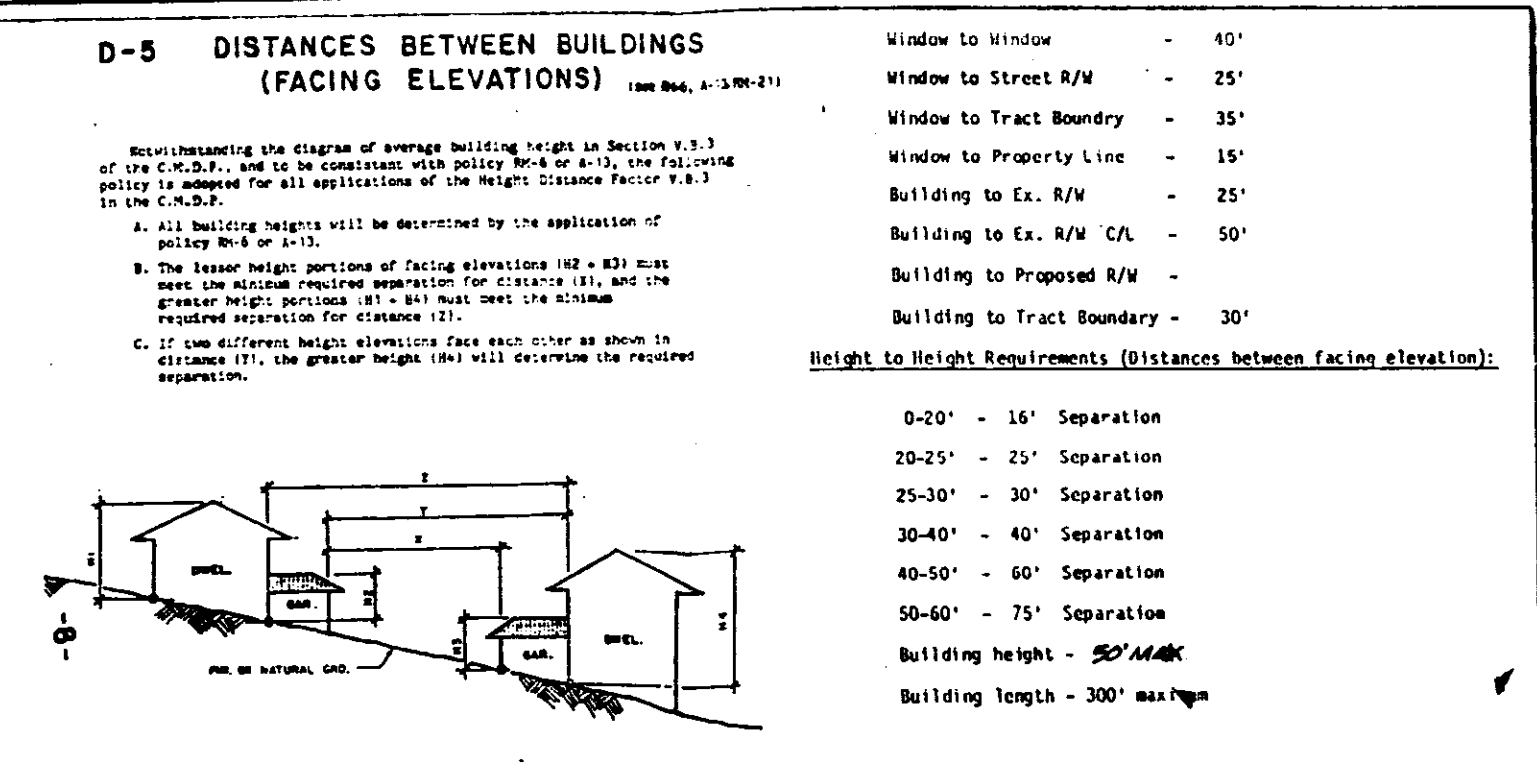 D-5 DISTANCES BETWEEN BUILDINGS
(FACING ELEVATIONS)
Notwithstanding the diagram of average building height in Section V.B.3
of the C.M.D.P., and to be consistant with policy RM-6 or A-13, the following
policy is adopted for all applications of the Height Distance Factor V.B.3
in the C.M.D.P.
A. All building heights will be determined by the application of
policy RM-6 or A-13.
B. The lessor height portions of facing elevations (H2 + H3) must
meet the minimum required separation for distance (X), and the
greater height portions (H1 + H4) must meet the minimum
required separation for distance (Z).
C. If two different height elevations face each other as shown in
distance (Y), the greater height (H4) will determine the required
separation.
Z
Y
X
H1
DWEL.
GAR.
H2
H3
GAR.
DWEL.
H4
FNR. OR NATURAL GRD.
-8-
Window to Window - 40'
Window to Street R/W - 25'
Window to Tract Boundry - 35'
Window to Property Line - 15'
Building to Ex. R/W - 25'
Building to Ex. R/W C/L - 50'
Building to Proposed R/W -
Building to Tract Boundary - 30'
Height to Height Requirements (Distances between facing elevation):
0-20' - 16' Separation
20-25' - 25' Separation
25-30' - 30' Separation
30-40' - 40' Separation
40-50' - 60' Separation
50-60' - 75' Separation
Building height - 50' MAX
Building length - 300' maximum